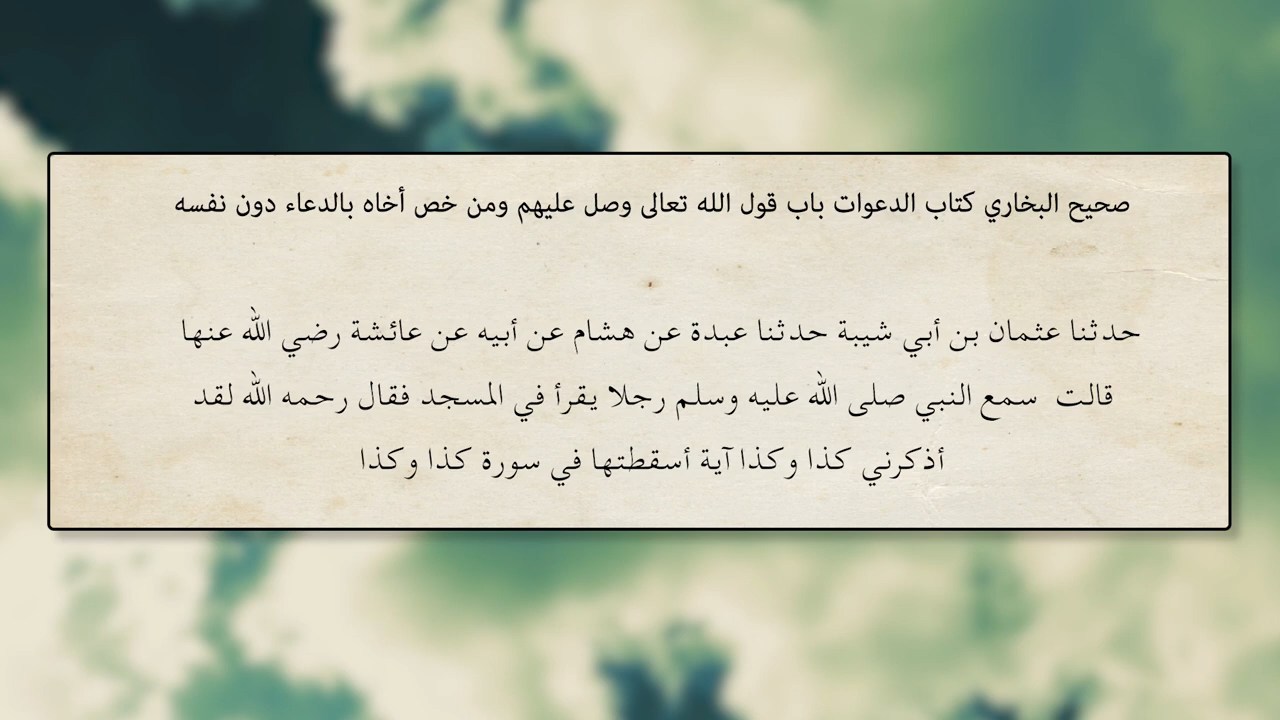 صحيح البخاري كتاب الدعوات باب قول الله تعالى وصل عليهم ومن خص أخاه بالدعاء دون نفسه
حدثنا عثمان بن أبي شيبة حدثنا عبدة عن هشام عن أبيه عن عائشة رضي الله عنها
قالت سمع النبي صلى الله عليه وسلم رجلا يقرأ في المسجد فقال رحمه الله لقد
أذكرني كذا وكذا آية أسقطتها في سورة كذا وكذا